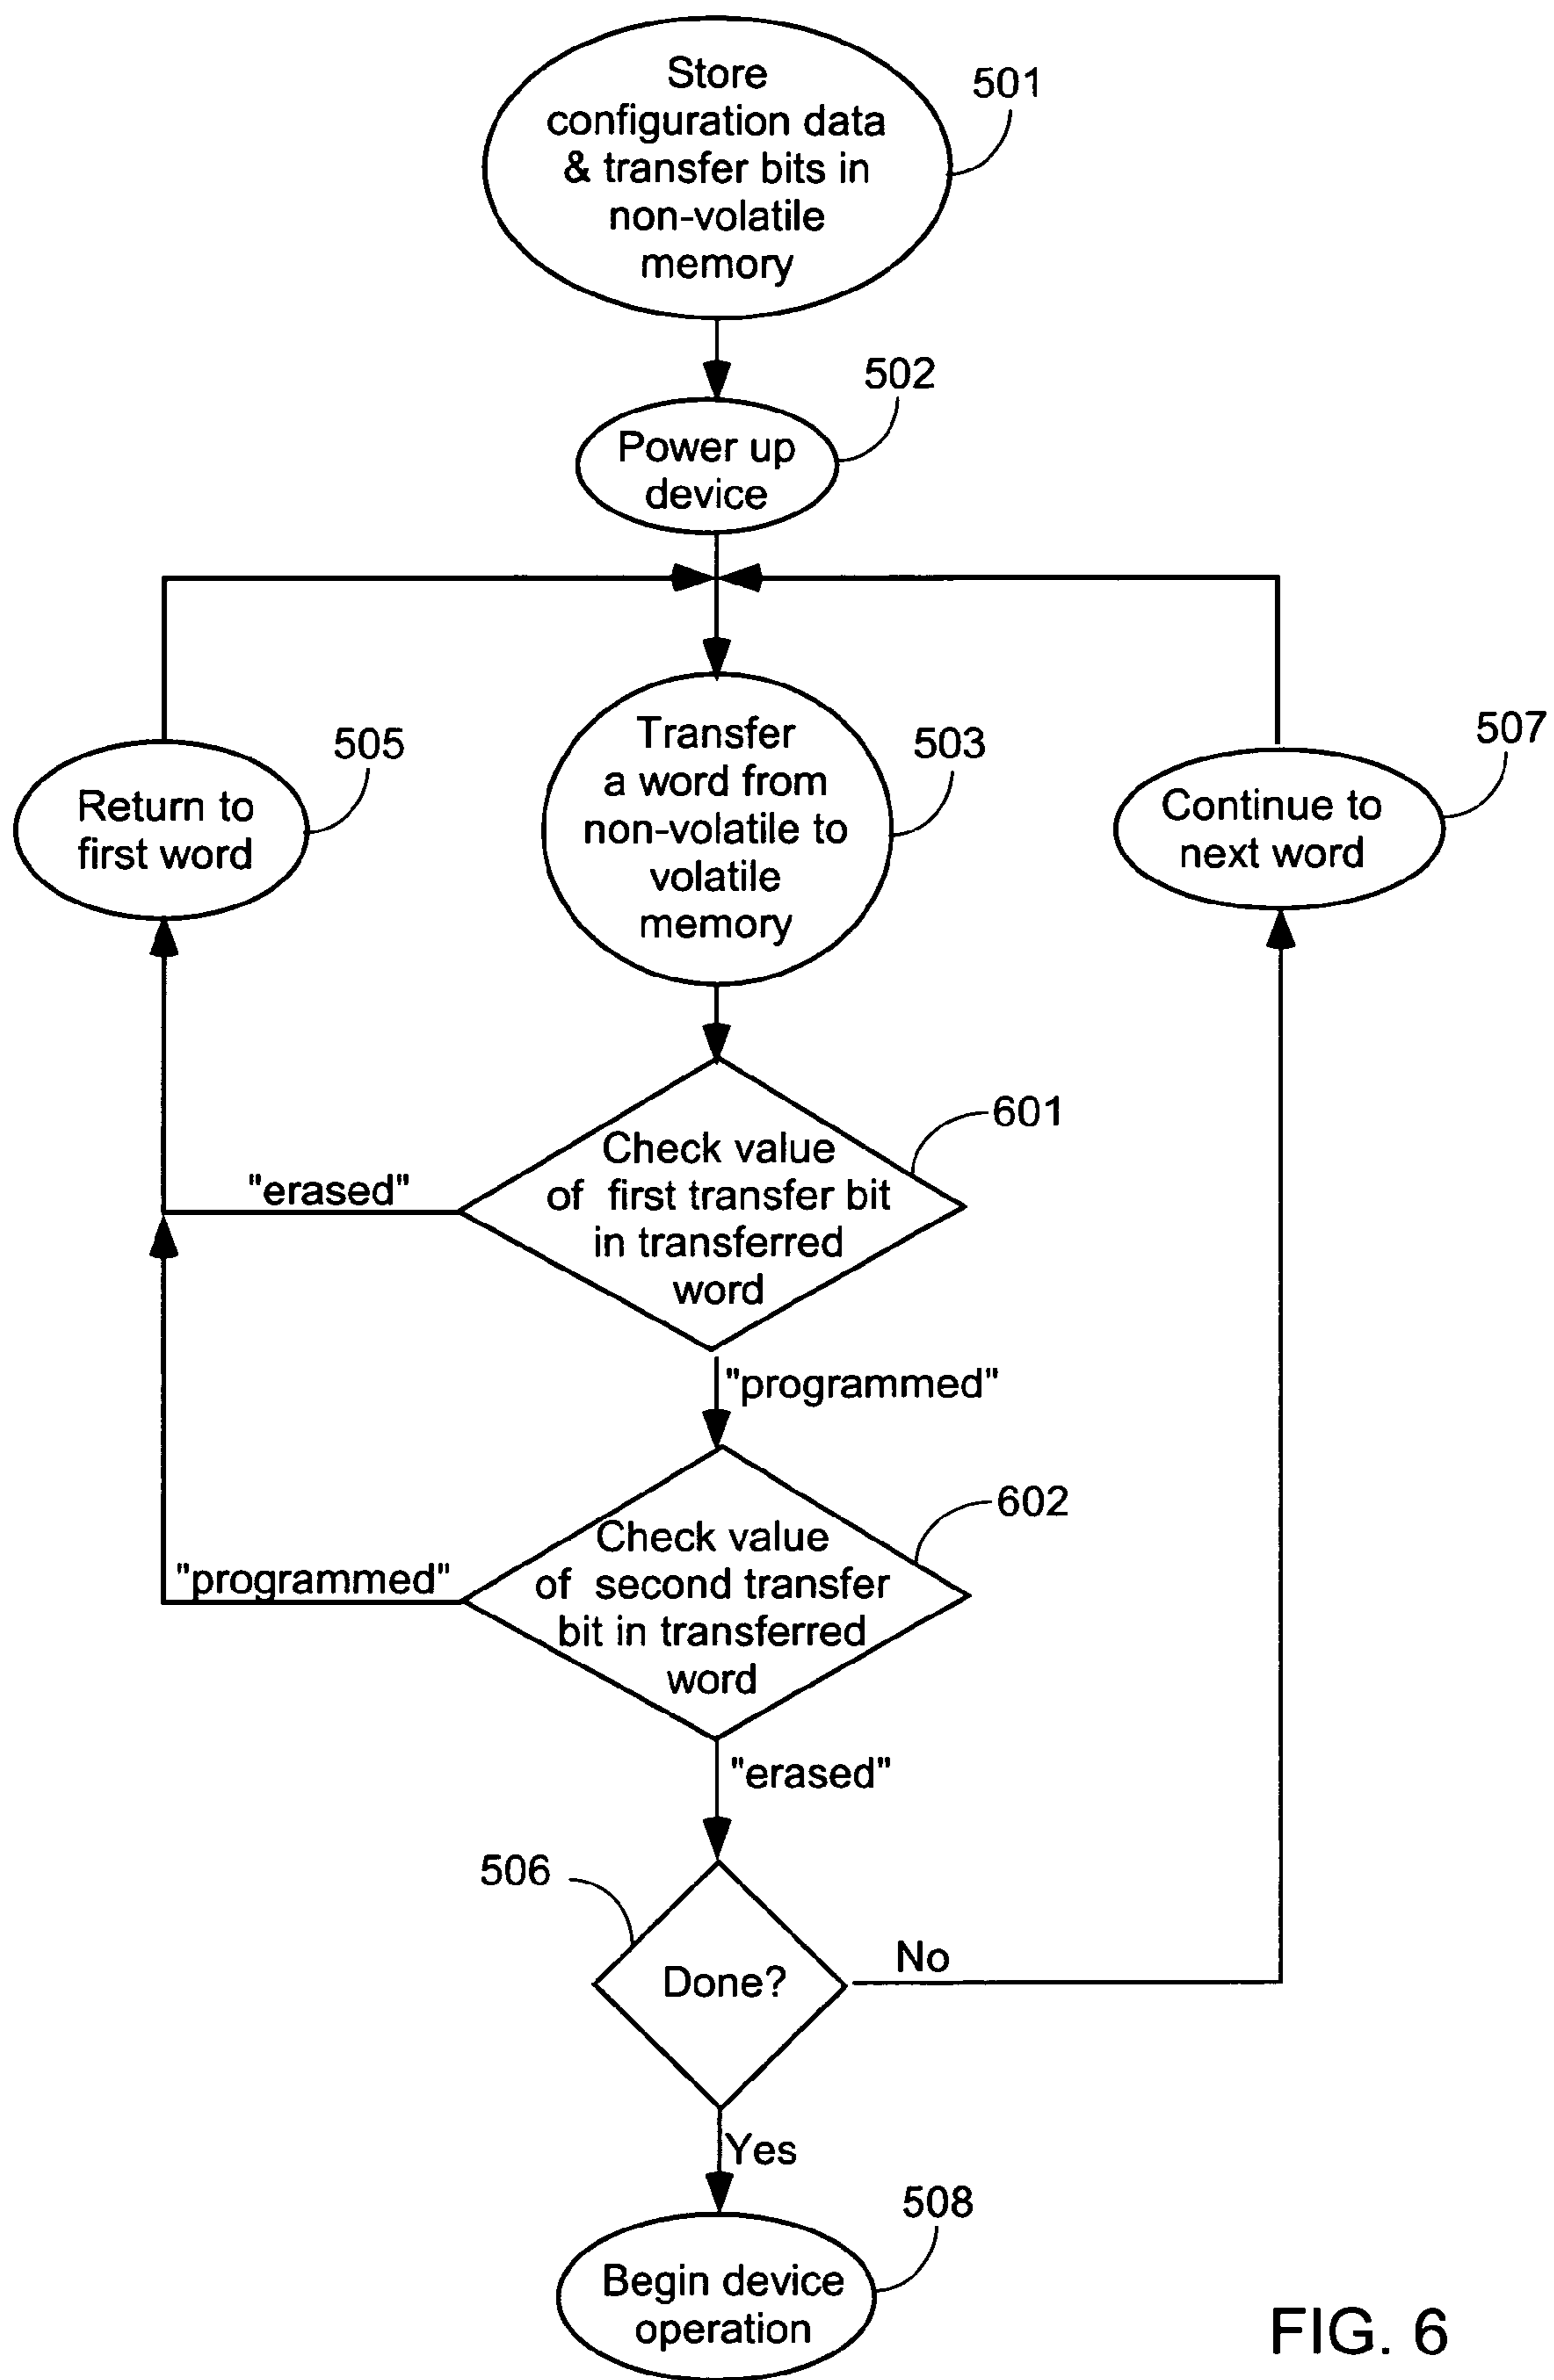 Store
configuration data
& transfer bits in
non-volatile
memory
501
Power up
device
502
Return to
first word
505
Transfer
a word from
non-volatile to
volatile
memory
503
Continue to
next word
507
Check value
of first transfer bit
in transferred
word
601
"erased"
"programmed"
Check value
of second transfer
bit in transferred
word
602
"programmed"
"erased"
506
Done?
No
Yes
Begin device
operation
508
FIG. 6